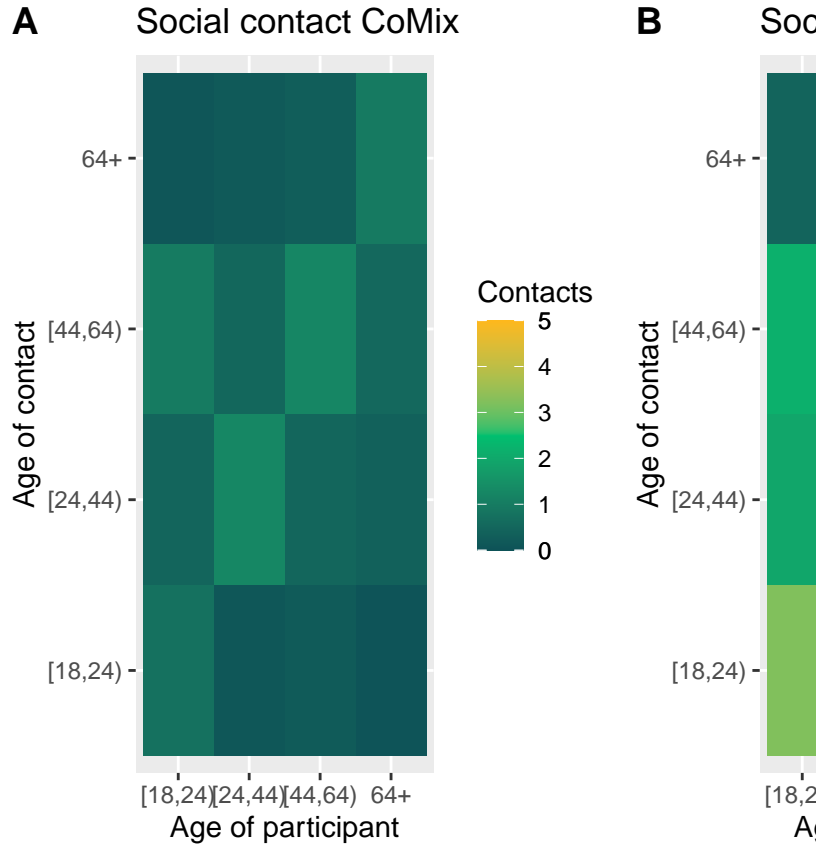 A
Social contact CoMix
64+
[44,64)
[24,44)
[18,24)
Age of contact
[18,24)
[24,44)
[44,64)
64+
Age of participant
Contacts
5
4
3
2
1
0
B
64+
[44,64)
[24,44)
[18,24)
Age of contact